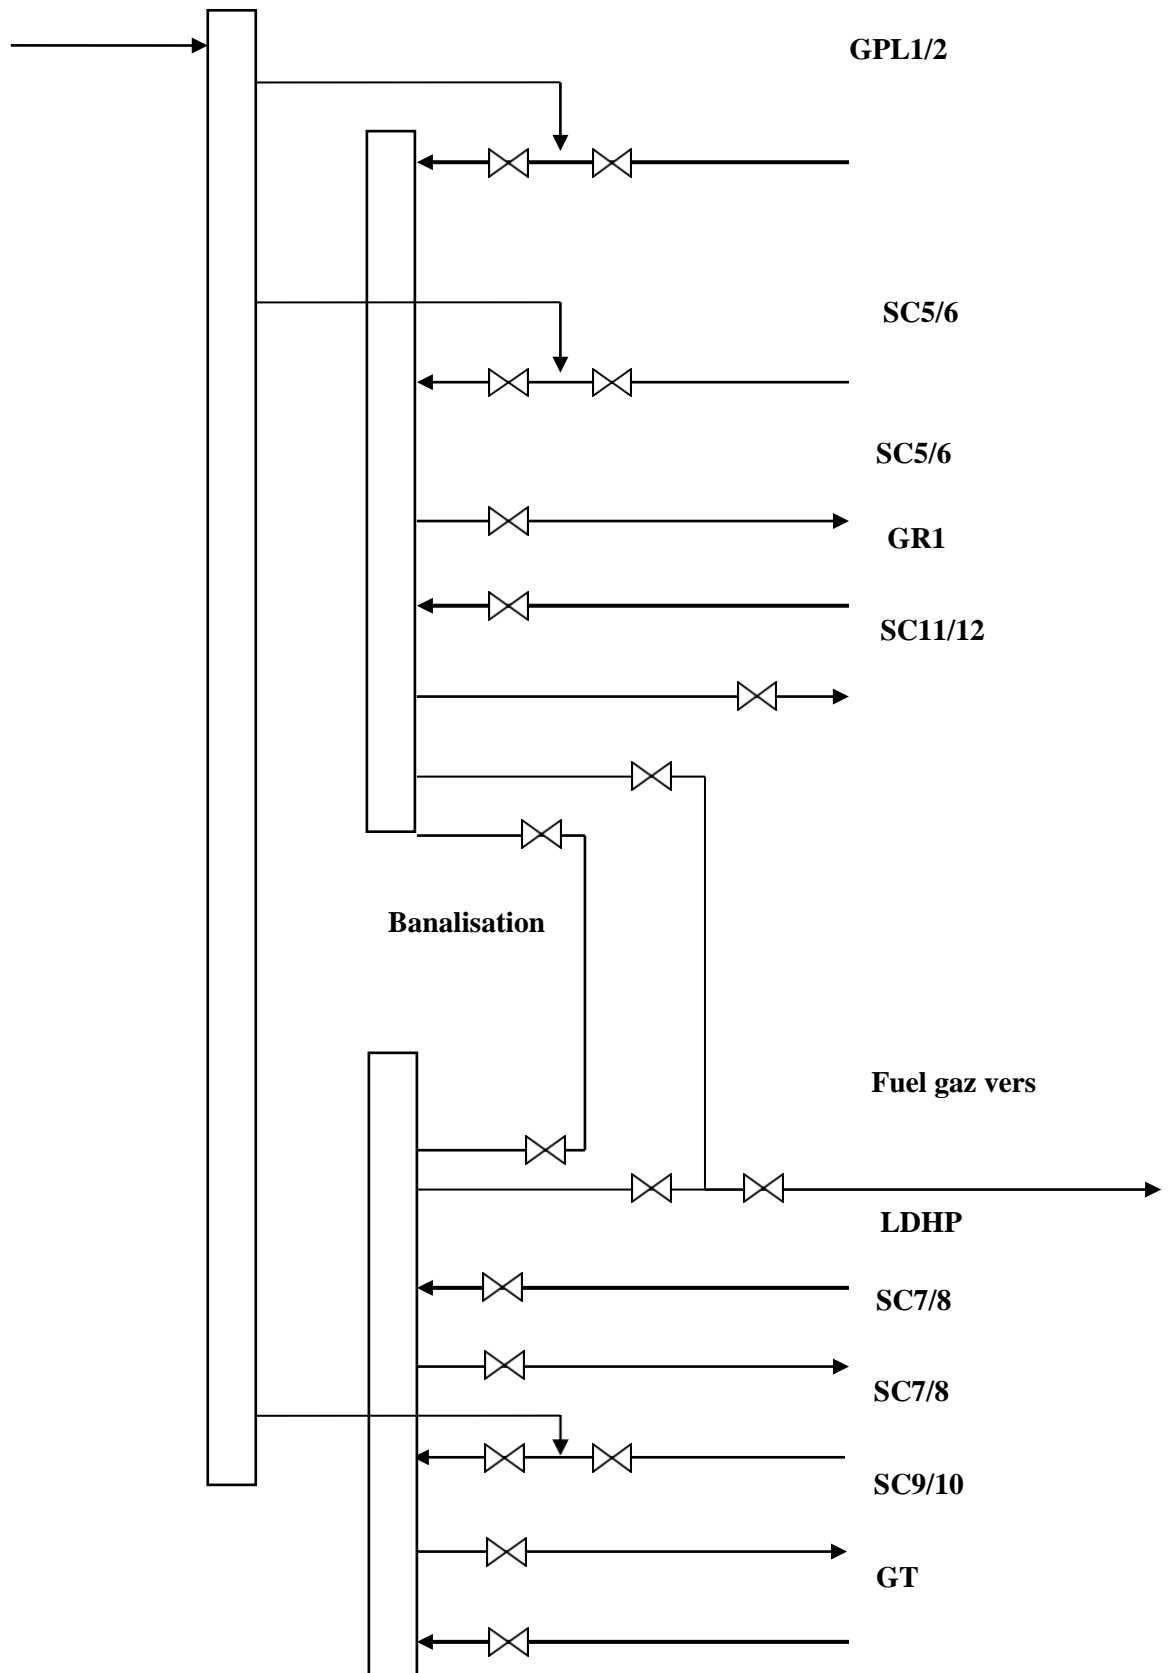 GPL1/2
SC5/6
SC5/6
GR1
SC11/12
Banalisation
Fuel gaz vers
LDHP
SC7/8
SC7/8
SC9/10
GT